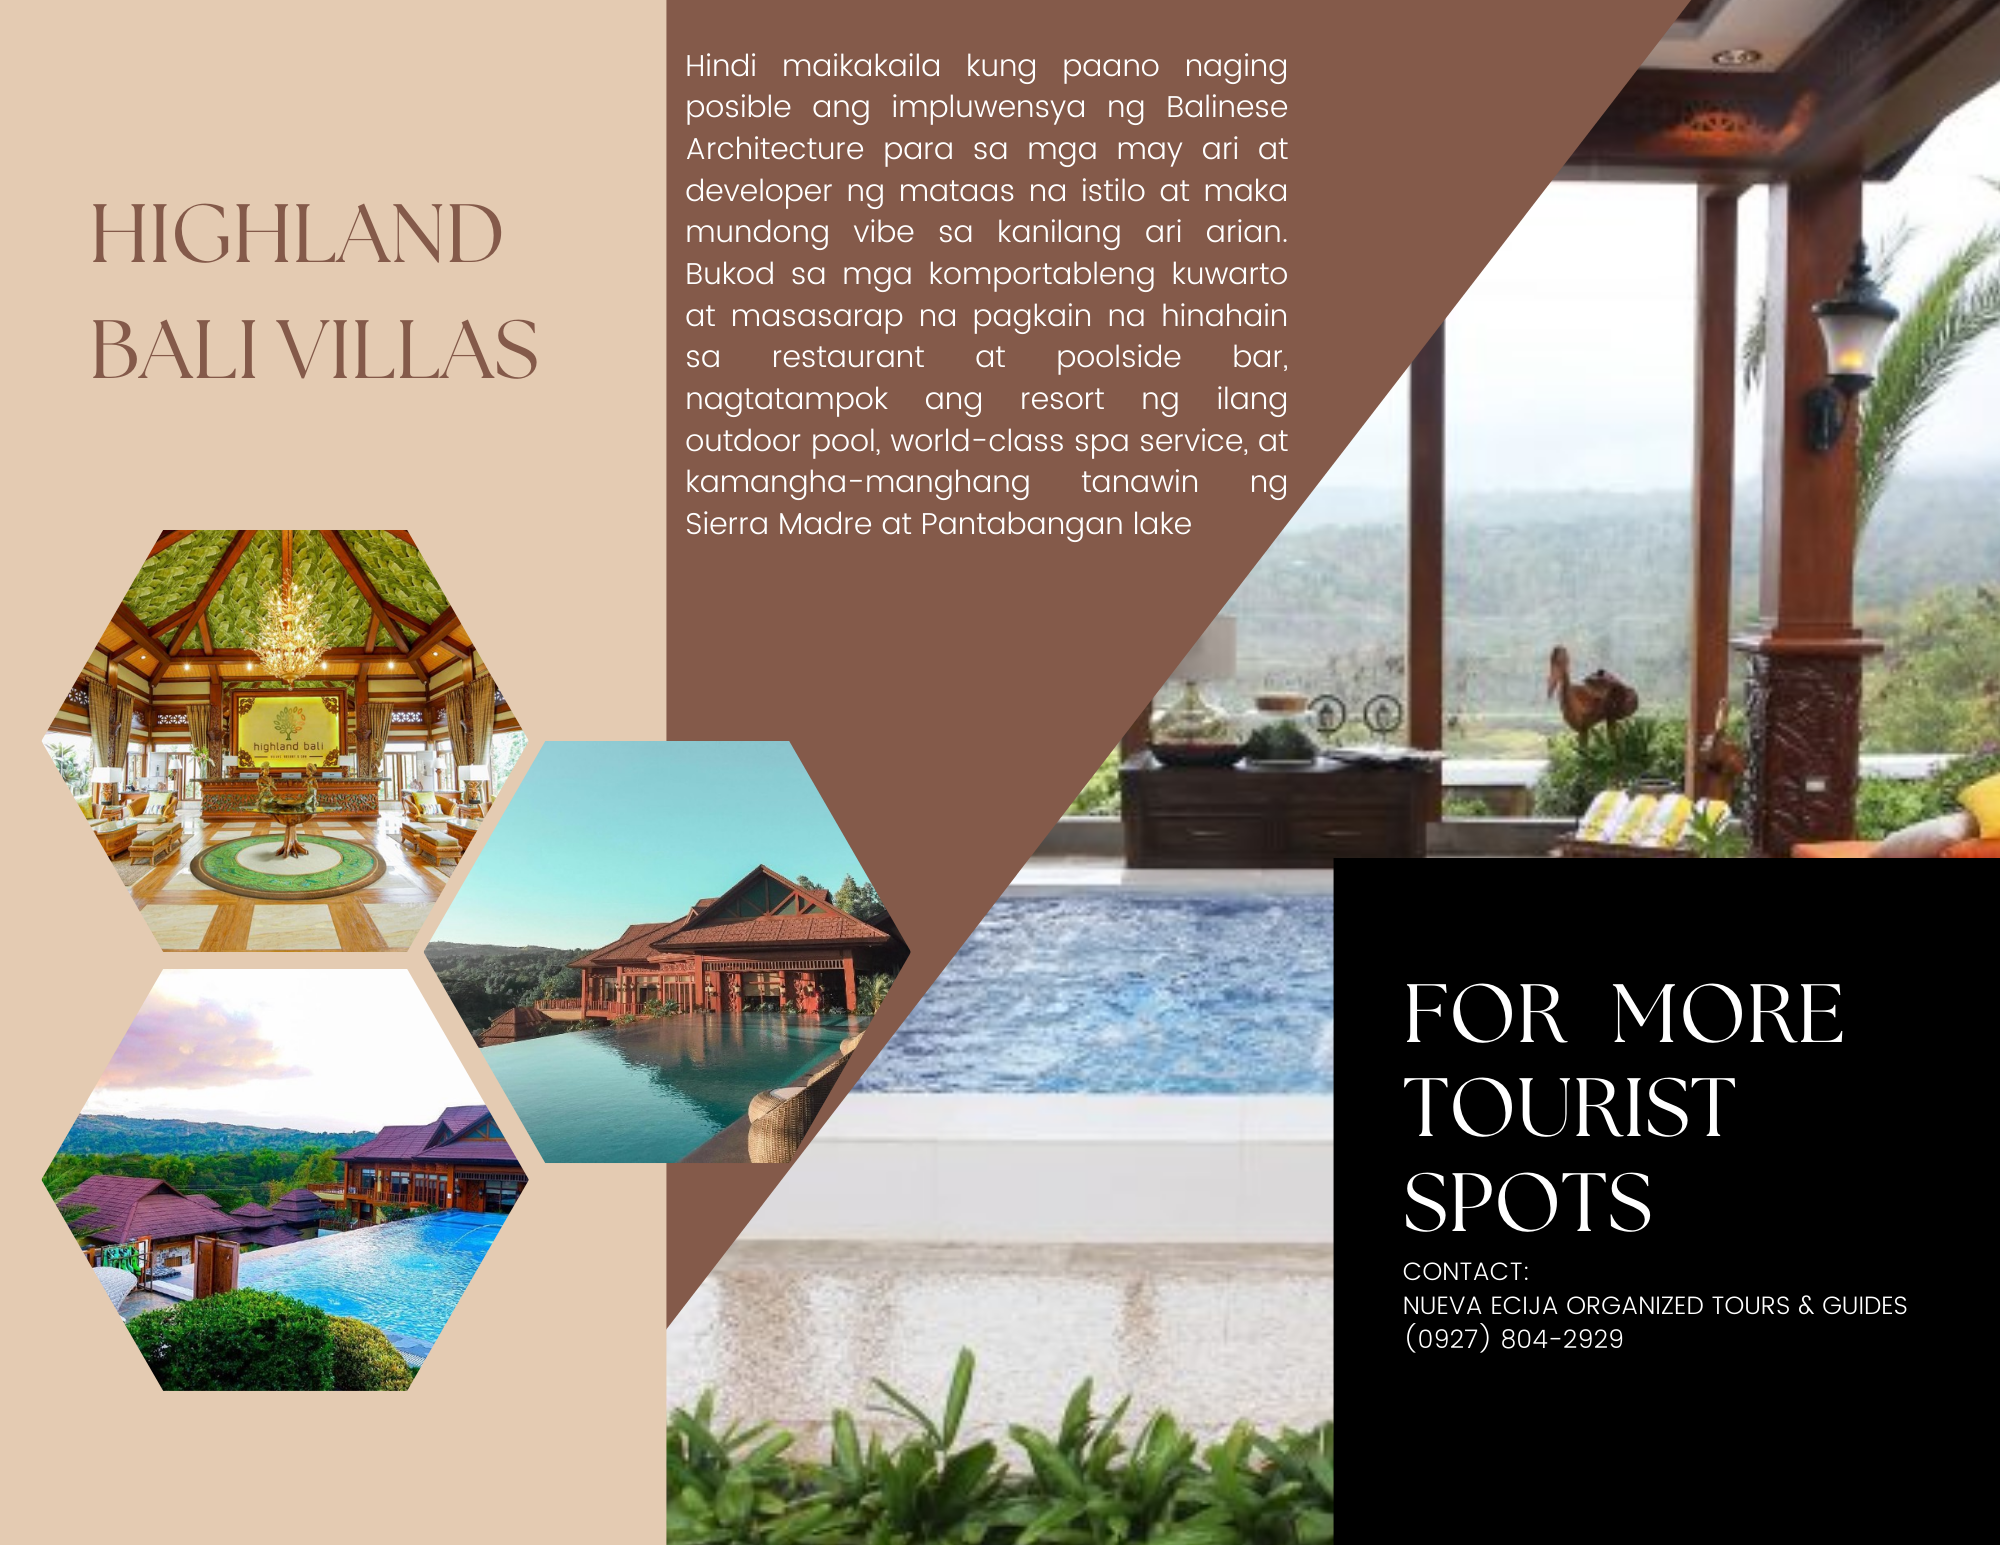 HIGHLAND
BALI VILLAS
Hindi maikakaila kung paano naging
posible ang impluwensya ng Balinese
Architecture para sa mga may ari at
developer ng mataas na istilo at maka
mundong vibe sa kanilang ari arian.
Bukod sa mga komportableng kuwarto
at masasarap na pagkain na hinahain
sa restaurant at poolside bar,
nagtatampok ang resort ng ilang
outdoor pool, world-class spa service, at
kamangha-manghang tanawin ng
Sierra Madre at Pantabangan lake
highland bali
FOR MORE
TOURIST
SPOTS
CONTACT:
NUEVA ECIJA ORGANIZED TOURS & GUIDES
(0927) 804-2929